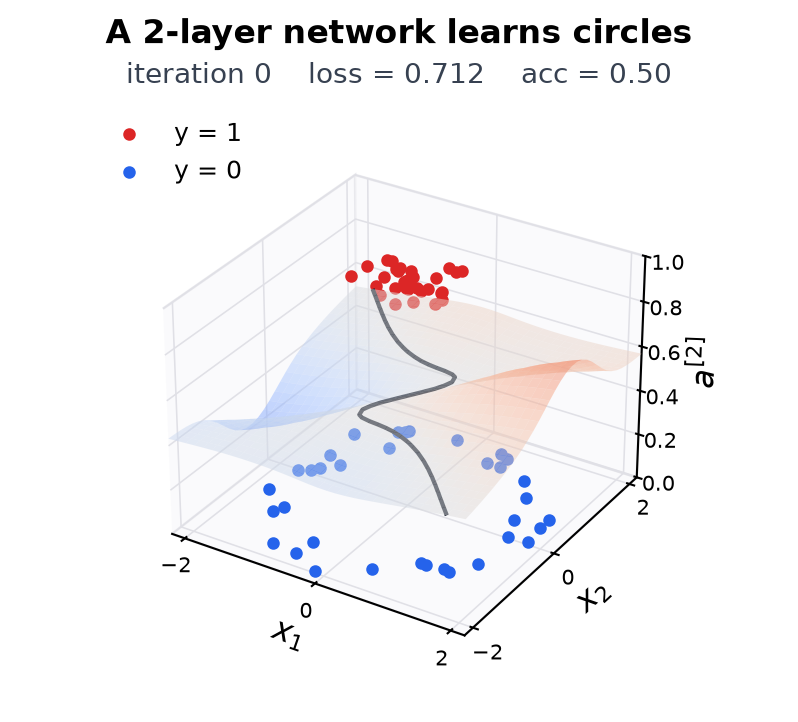 A 2-layer network learns circles
iteration 0    loss = 0.712    acc = 0.50
y = 1
y = 0
1.0
0.8
0.6
0.4
0.2
0.0
a^[2]
−2
0
2
x₁
−2
0
2
x₂